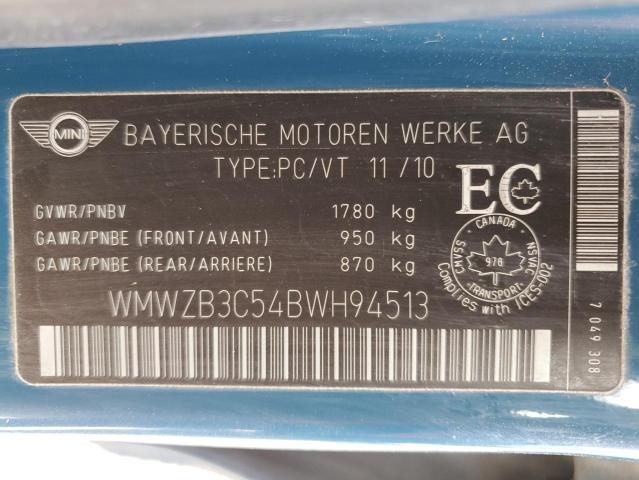 MINI
BAYERISCHE MOTOREN WERKE AG
TYPE:PC/VT 11/10
EC
GVWR/PNBV 1780 kg
GAWR/PNBE (FRONT/AVANT) 950 kg
GAWR/PNBE (REAR/ARRIERE) 870 kg
CANADA
CMVSS
NSVAC
978
TRANSPORT
Complies with / ICES-002
WMWZB3C54BWH94513
7 049 308